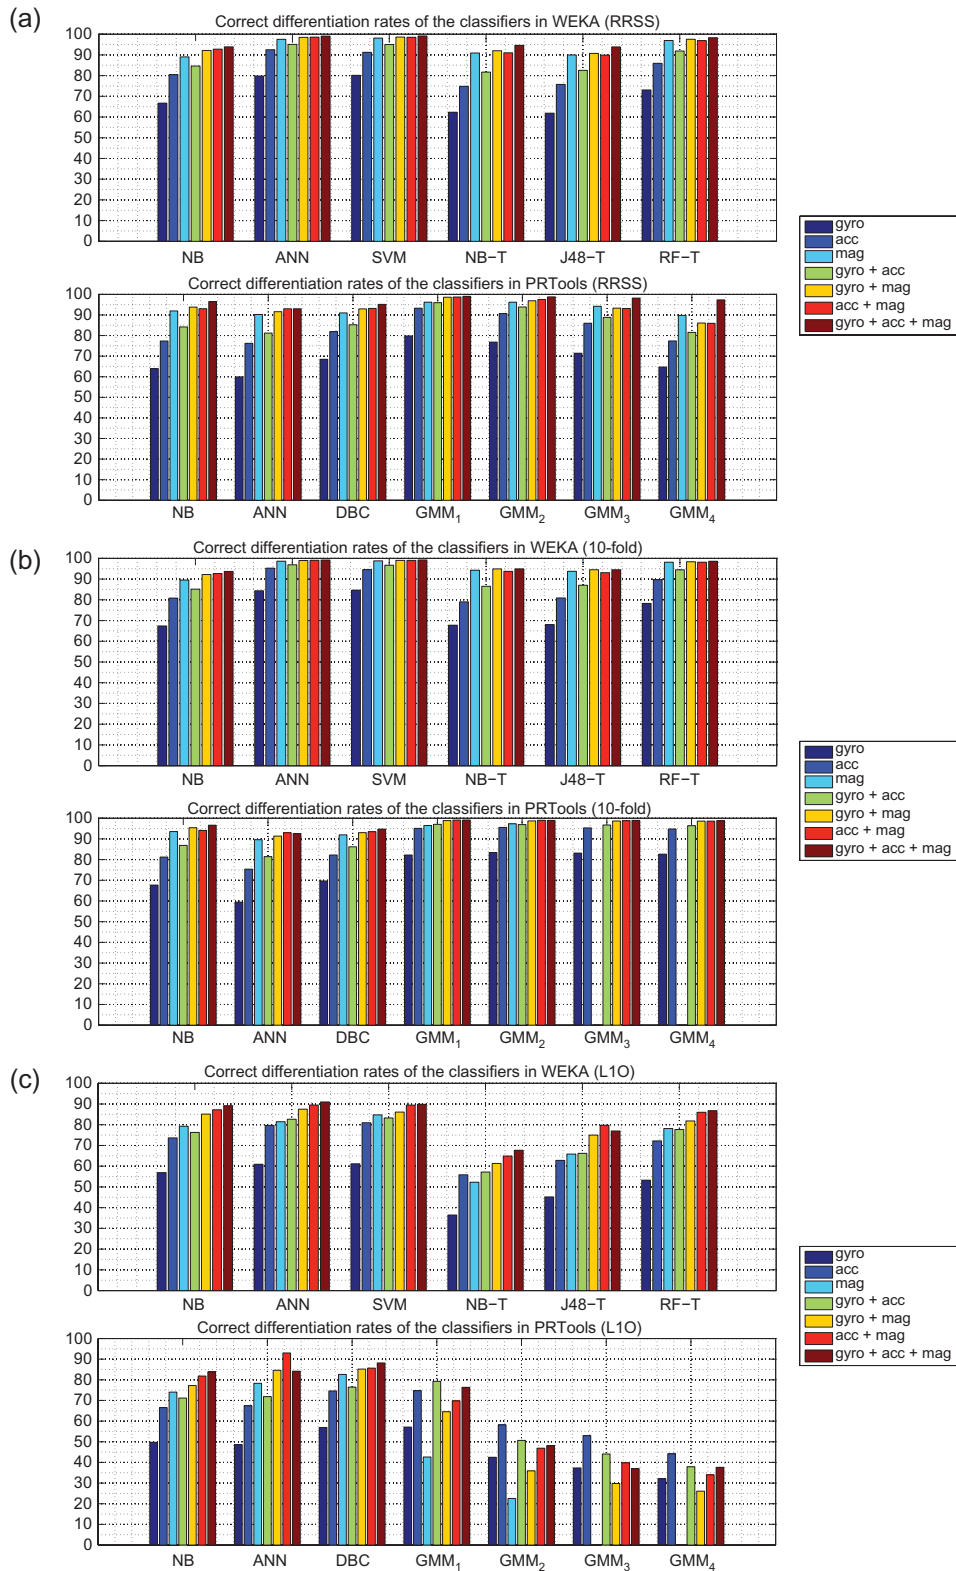 (a)
Correct differentiation rates of the classifiers in WEKA (RRSS)
100
90
80
70
60
50
40
30
20
10
0
NB ANN SVM NB−T J48−T RF−T
Correct differentiation rates of the classifiers in PRTools (RRSS)
100
90
80
70
60
50
40
30
20
10
0
NB ANN DBC GMM1 GMM2 GMM3 GMM4
gyro
acc
mag
gyro + acc
gyro + mag
acc + mag
gyro + acc + mag
(b)
Correct differentiation rates of the classifiers in WEKA (10-fold)
100
90
80
70
60
50
40
30
20
10
0
NB ANN SVM NB−T J48−T RF−T
Correct differentiation rates of the classifiers in PRTools (10-fold)
100
90
80
70
60
50
40
30
20
10
0
NB ANN DBC GMM1 GMM2 GMM3 GMM4
gyro
acc
mag
gyro + acc
gyro + mag
acc + mag
gyro + acc + mag
(c)
Correct differentiation rates of the classifiers in WEKA (L1O)
100
90
80
70
60
50
40
30
20
10
0
NB ANN SVM NB−T J48−T RF−T
Correct differentiation rates of the classifiers in PRTools (L1O)
100
90
80
70
60
50
40
30
20
10
0
NB ANN DBC GMM1 GMM2 GMM3 GMM4
gyro
acc
mag
gyro + acc
gyro + mag
acc + mag
gyro + acc + mag